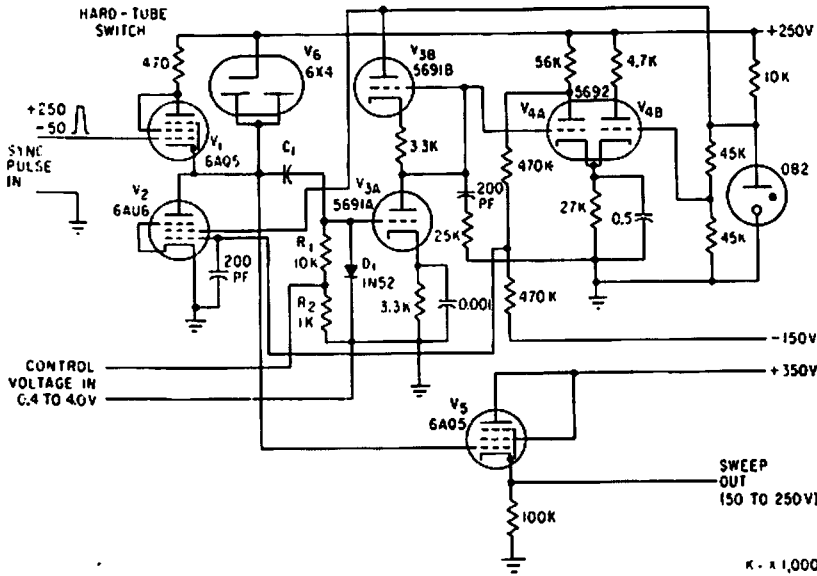 HARD-TUBE
SWITCH
470
V6
6X4
V3B
5691B
56K
4.7K
+250V
10K
5692
V4A
V4B
+250
-50
SYNC
PULSE
IN
V1
6AQ5
C1
3.3K
470K
45K
OB2
V2
6AU6
V3A
5691A
200
PF
27K
0.5
45K
R1
10K
D1
1N52
25K
200
PF
R2
1K
3.3K
0.001
470K
-150V
CONTROL
VOLTAGE IN
0.4 TO 4.0V
+350V
V5
6AQ5
SWEEP
OUT
(50 TO 250V)
100K
K = x 1,000